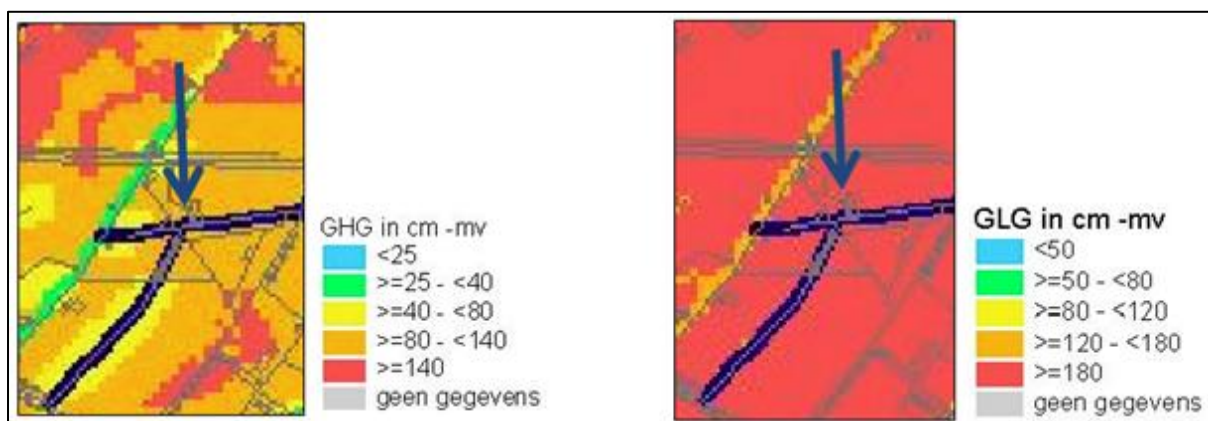 GHG in cm -mv
<25
>=25 - <40
>=40 - <80
>=80 - <140
>=140
geen gegevens
GLG in cm -mv
<50
>=50 - <80
>=80 - <120
>=120 - <180
>=180
geen gegevens